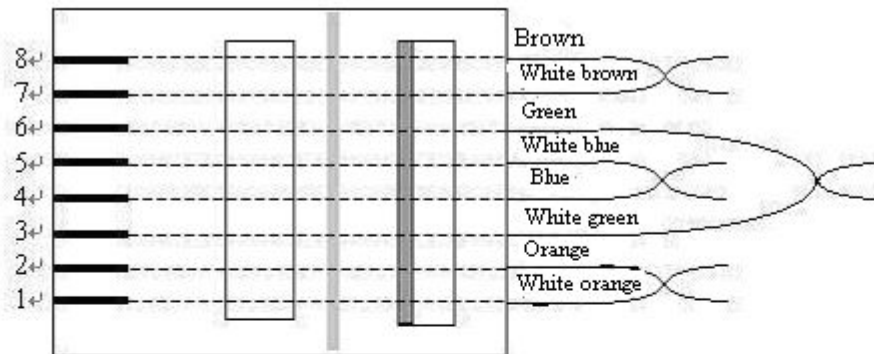 8↵ Brown
7↵ White brown
6↵ Green
5↵ White blue
4↵ Blue
3↵ White green
2↵ Orange
1↵ White orange